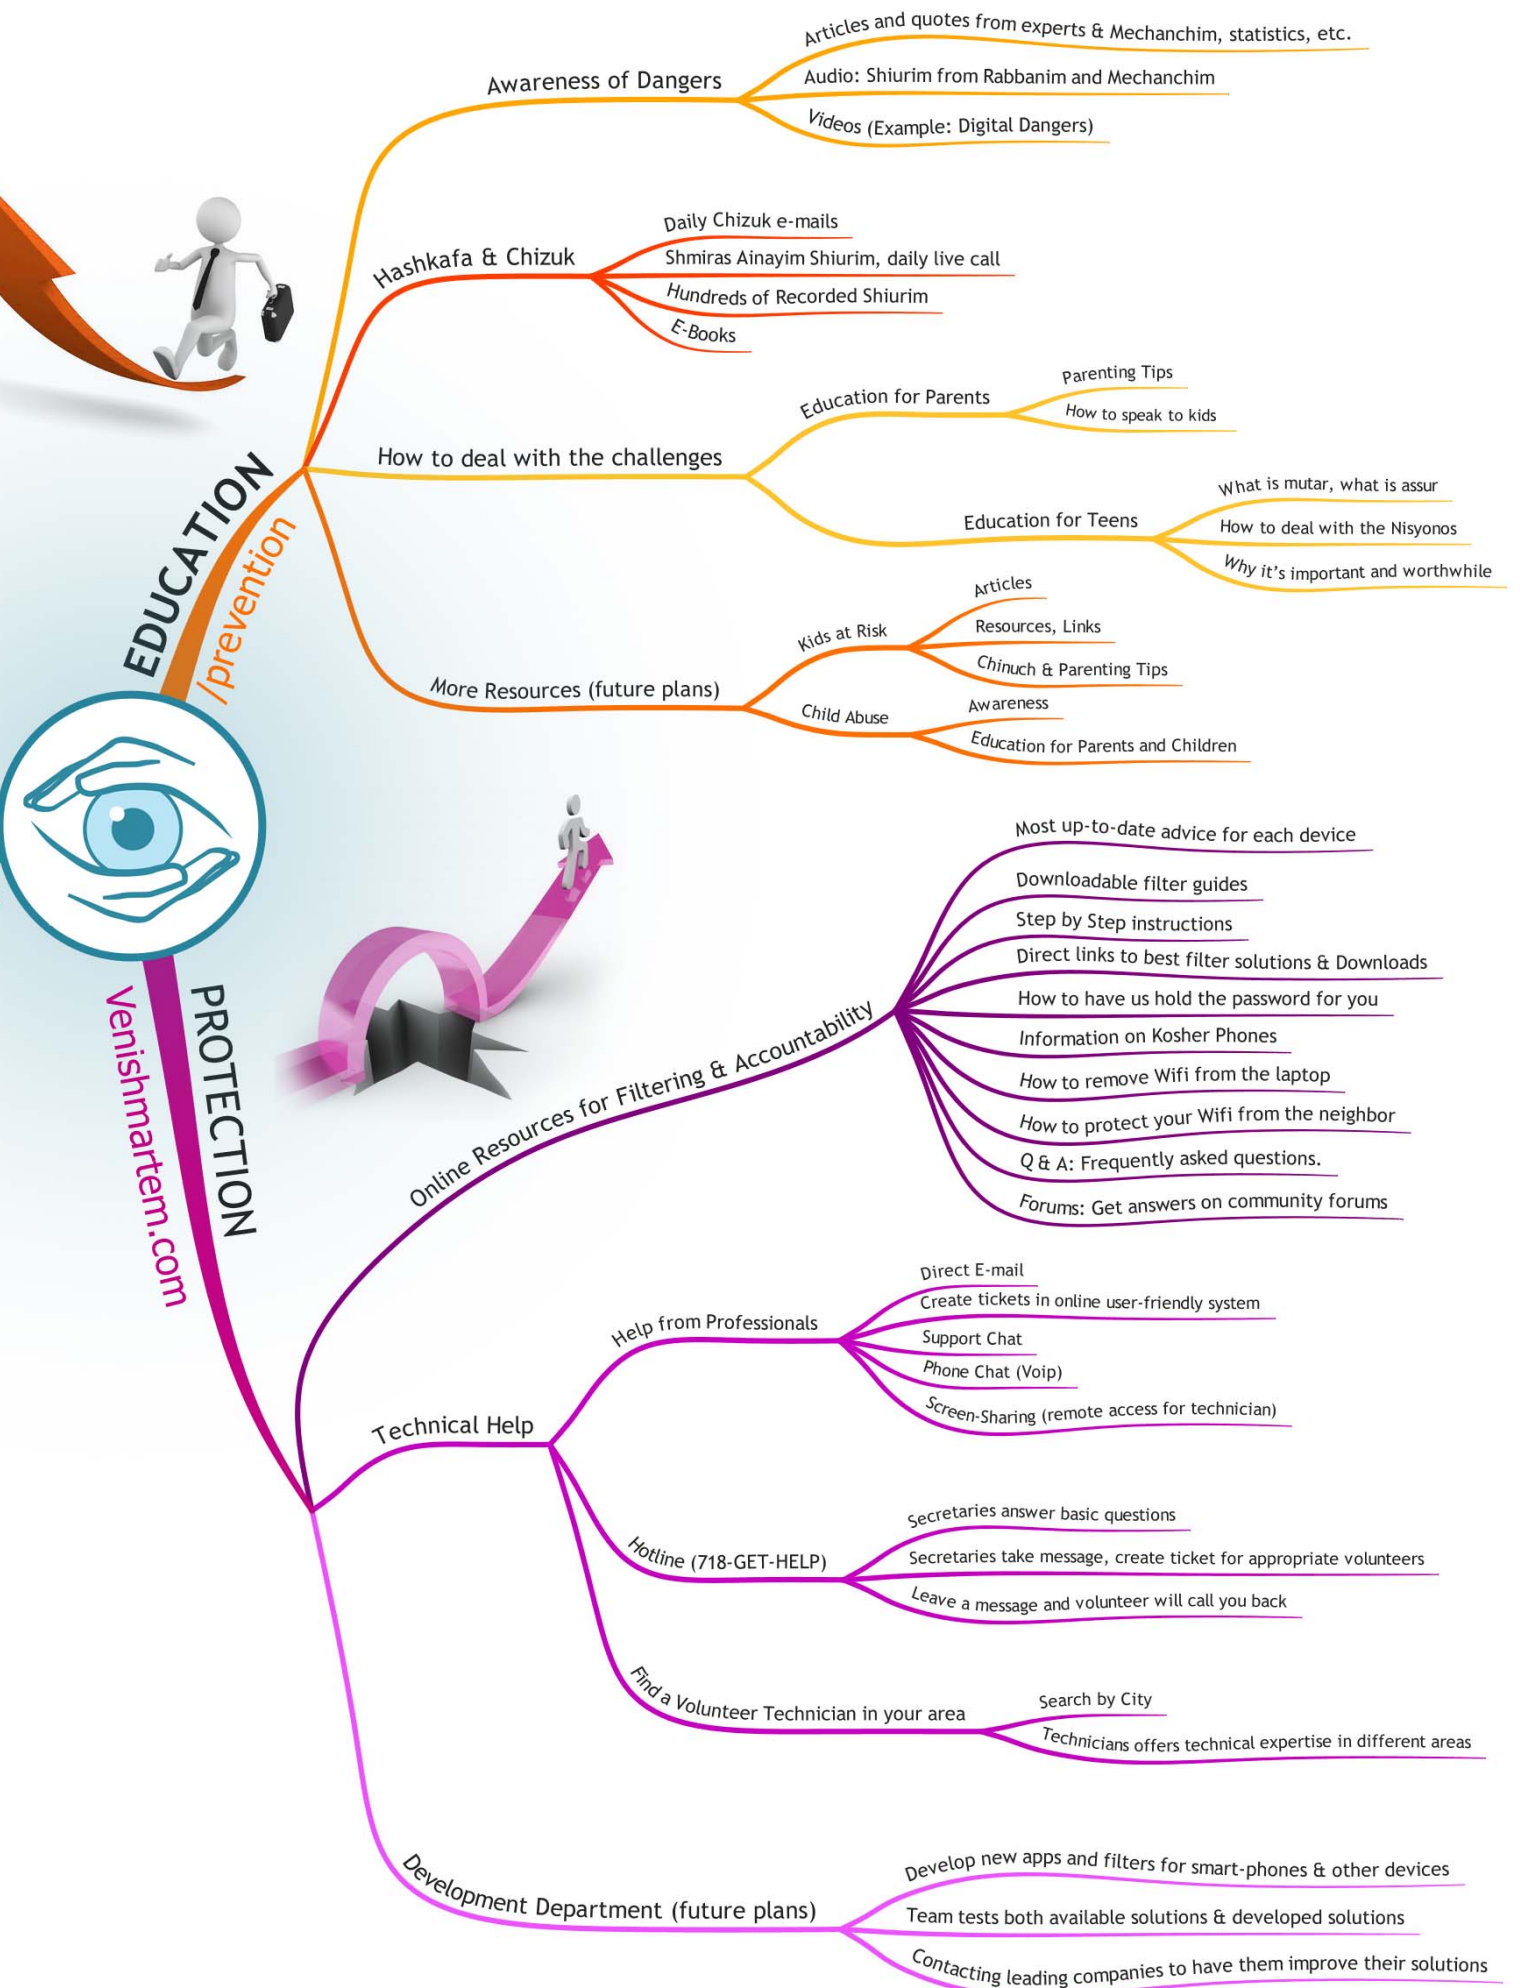 EDUCATION
/prevention
Awareness of Dangers
Articles and quotes from experts & Mechanchim, statistics, etc.
Audio: Shiurim from Rabbanim and Mechanchim
Videos (Example: Digital Dangers)
Hashkafa & Chizuk
Daily Chizuk e-mails
Shmiras Ainayim Shiurim, daily live call
Hundreds of Recorded Shiurim
E-Books
How to deal with the challenges
Education for Parents
Parenting Tips
How to speak to kids
Education for Teens
What is mutar, what is assur
How to deal with the Nisyonos
Why it's important and worthwhile
More Resources (future plans)
Kids at Risk
Articles
Resources, Links
Chinuch & Parenting Tips
Child Abuse
Awareness
Education for Parents and Children
PROTECTION
Venishmartem.com
Online Resources for Filtering & Accountability
Most up-to-date advice for each device
Downloadable filter guides
Step by Step instructions
Direct links to best filter solutions & Downloads
How to have us hold the password for you
Information on Kosher Phones
How to remove Wifi from the laptop
How to protect your Wifi from the neighbor
Q & A: Frequently asked questions.
Forums: Get answers on community forums
Technical Help
Help from Professionals
Direct E-mail
Create tickets in online user-friendly system
Support Chat
Phone Chat (Voip)
Screen-Sharing (remote access for technician)
Hotline (718-GET-HELP)
Secretaries answer basic questions
Secretaries take message, create ticket for appropriate volunteers
Leave a message and volunteer will call you back
Find a Volunteer Technician in your area
Search by City
Technicians offers technical expertise in different areas
Development Department (future plans)
Develop new apps and filters for smart-phones & other devices
Team tests both available solutions & developed solutions
Contacting leading companies to have them improve their solutions